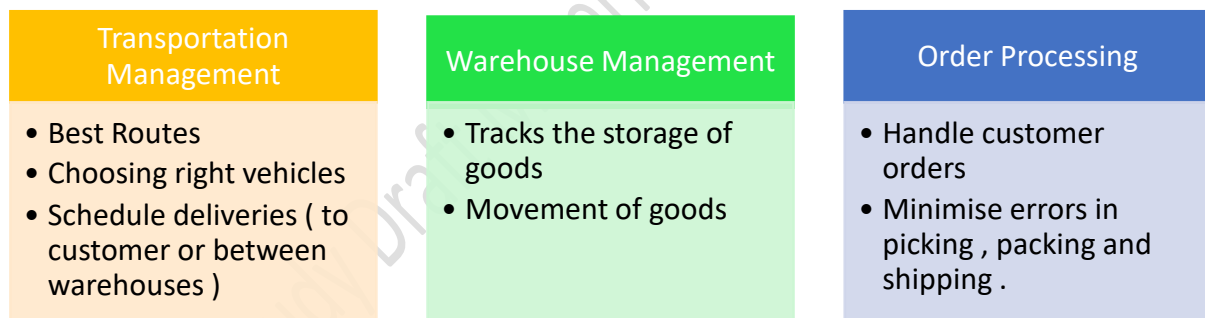 Transportation
Management
• Best Routes
• Choosing right vehicles
• Schedule deliveries ( to
customer or between
warehouses )
Warehouse Management
• Tracks the storage of
goods
• Movement of goods
Order Processing
• Handle customer
orders
• Minimise errors in
picking , packing and
shipping .